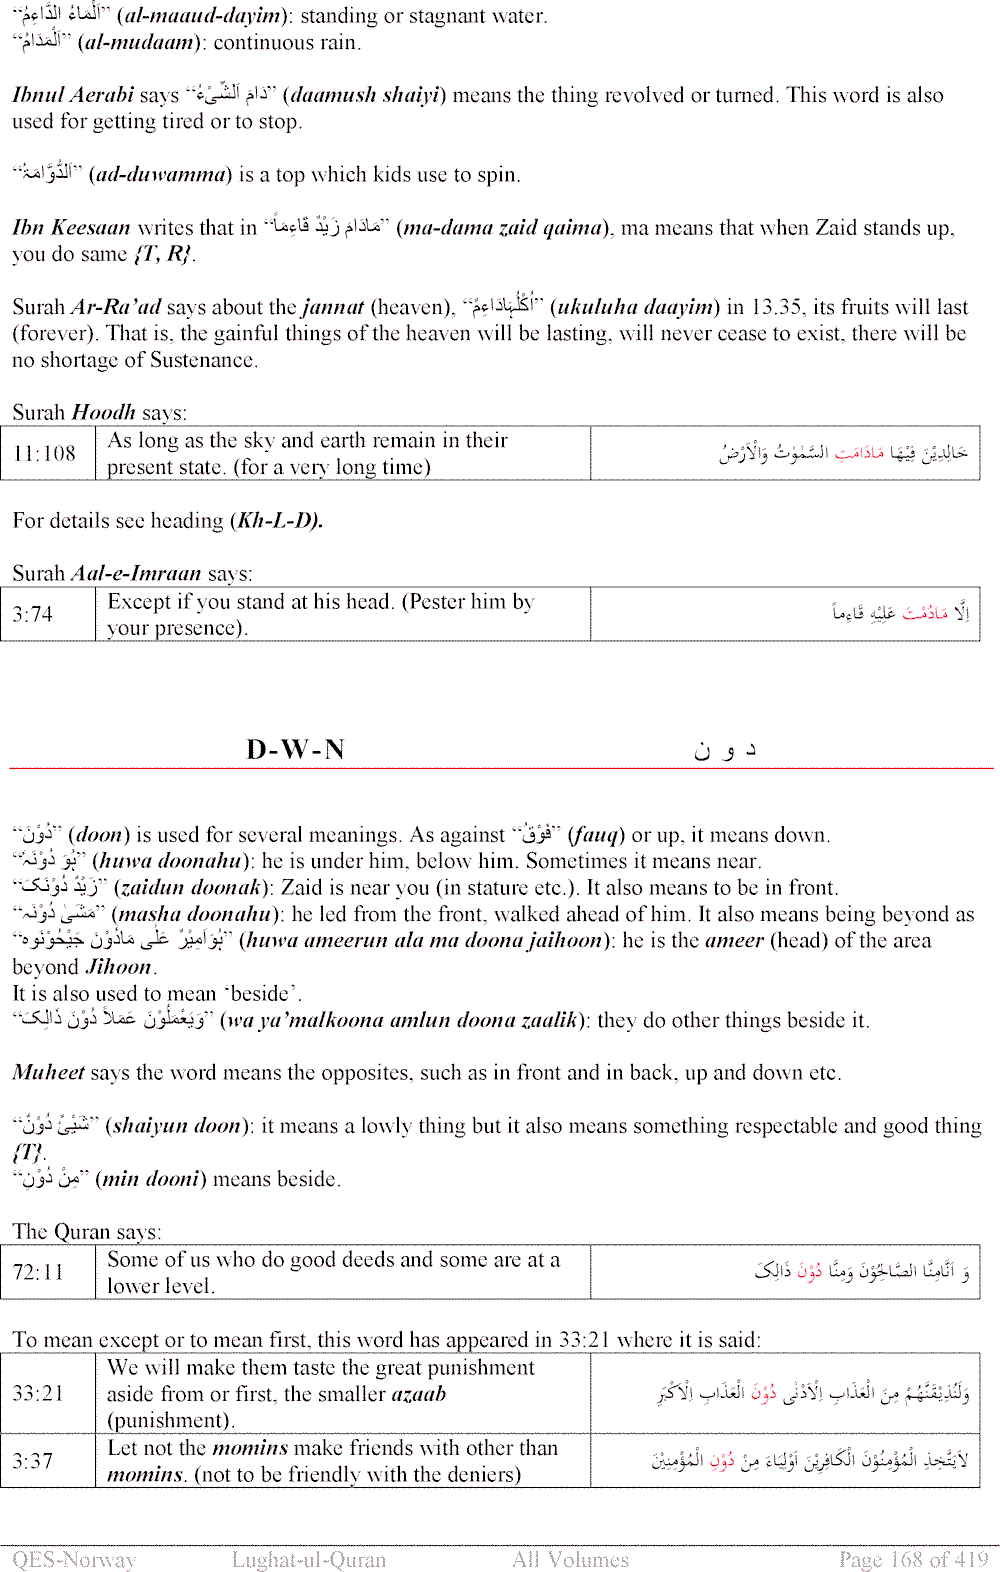 “اَلْمَاءُ الدَّاءِمُ” (al-maaud-dayim): standing or stagnant water.
“اَلْمَدَامُ” (al-mudaam): continuous rain.
Ibnul Aerabi says “دَامَ اَلشَّیْءُ” (daamush shaiyi) means the thing revolved or turned. This word is also
used for getting tired or to stop.
“اَلدُّوَّامَۃُ” (ad-duwamma) is a top which kids use to spin.
Ibn Keesaan writes that in “مَادَامَ زَیْدٌ قَاءِمَاً” (ma-dama zaid qaima), ma means that when Zaid stands up,
you do same {T, R}.
Surah Ar-Ra’ad says about the jannat (heaven), “اُکْلُہَادَاءِمٌ” (ukuluha daayim) in 13.35, its fruits will last
(forever). That is, the gainful things of the heaven will be lasting, will never cease to exist, there will be
no shortage of Sustenance.
Surah Hoodh says:
11:108 As long as the sky and earth remain in their
present state. (for a very long time)
خَالِدِیْنَ فِیْھَا مَادَامَتِ السَّمٰوٰتُ وَالْاَرْضُ
For details see heading (Kh-L-D).
Surah Aal-e-Imraan says:
3:74 Except if you stand at his head. (Pester him by
your presence).
اِلَّا مَادُمْتَ عَلَیْهِ قَاءِماً
D-W-N د و ن
“دُوْنَ” (doon) is used for several meanings. As against “فَوْقُ” (fauq) or up, it means down.
“ہُوَ دُوْنَہٗ” (huwa doonahu): he is under him, below him. Sometimes it means near.
“زَیْدٌ دُوْنَکَ” (zaidun doonak): Zaid is near you (in stature etc.). It also means to be in front.
“مَشَیٰ دُوْنَہ” (masha doonahu): he led from the front, walked ahead of him. It also means being beyond as
“ہُوَاَمِیْرٌ عَلٰی مَادُوْنَ جَیْحُوْنَوہ” (huwa ameerun ala ma doona jaihoon): he is the ameer (head) of the area
beyond Jihoon.
It is also used to mean ‘beside’.
“وَیَعْمَلُوْنَ عَمَلاً دُوْنَ ذَالِکَ” (wa ya’malkoona amlun doona zaalik): they do other things beside it.
Muheet says the word means the opposites, such as in front and in back, up and down etc.
“شَیْیٌ دُوْنٌ” (shaiyun doon): it means a lowly thing but it also means something respectable and good thing
{T}.
“مِنْ دُوْنِ” (min dooni) means beside.
The Quran says:
72:11 Some of us who do good deeds and some are at a
lower level.
وَ اَنَّامِنَّا الصَّالِحُوْنَ وَمِنَّا دُوْنَ ذَالِکَ
To mean except or to mean first, this word has appeared in 33:21 where it is said:
33:21 We will make them taste the great punishment
aside from or first, the smaller azaab
(punishment).
وَلَنُذِیْقَنَّهُمْ مِنَ الْعَذَابِ اِلْاَدْنٰی دُوْنَ الْعَذَابِ اِلْاَکْبَرِ
3:37 Let not the momins make friends with other than
momins. (not to be friendly with the deniers)
لَایَتَّخِذِ الْمُؤْمِنُوْنَ الْکَافِرِیْنَ اَوْلِیَاءَ مِنْ دُوْنِ الْمُؤْمِنِیْنَ
QES-Norway Lughat-ul-Quran All Volumes Page 168 of 419